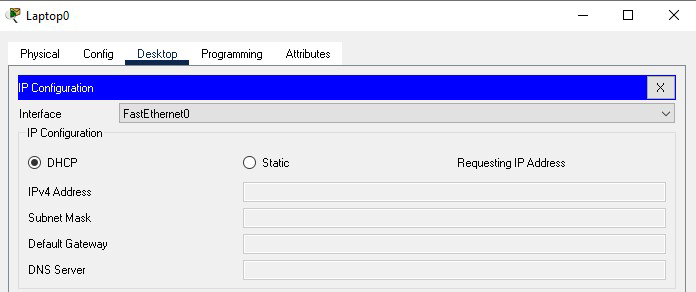 Laptop0
Physical Config Desktop Programming Attributes
IP Configuration X
Interface FastEthernet0
IP Configuration
DHCP Static Requesting IP Address
IPv4 Address
Subnet Mask
Default Gateway
DNS Server